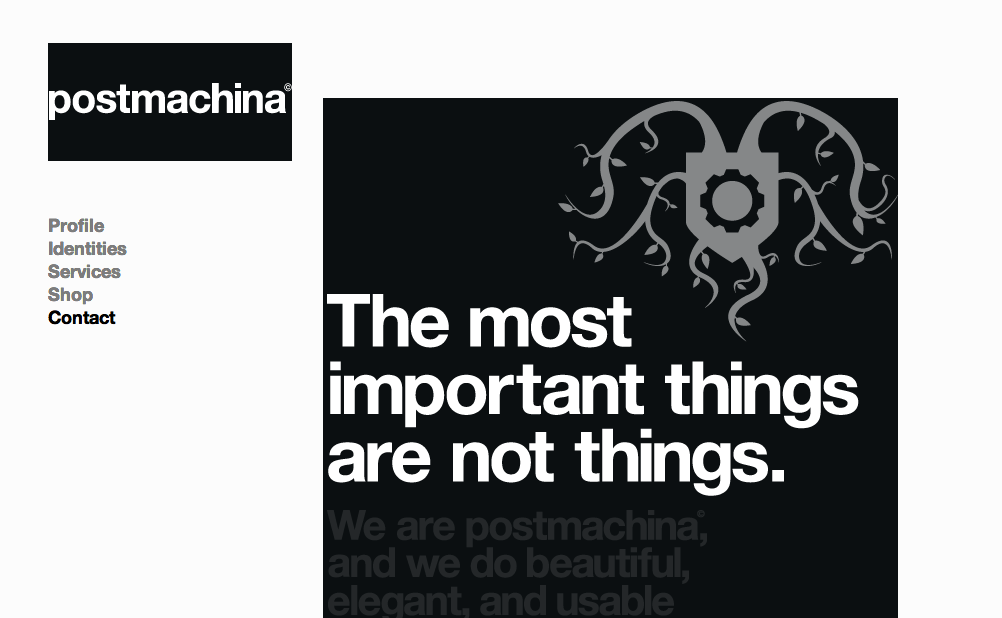 postmachina©
Profile
Identities
Services
Shop
Contact
The most
important things
are not things.
We are postmachina©,
and we do beautiful,
elegant, and usable